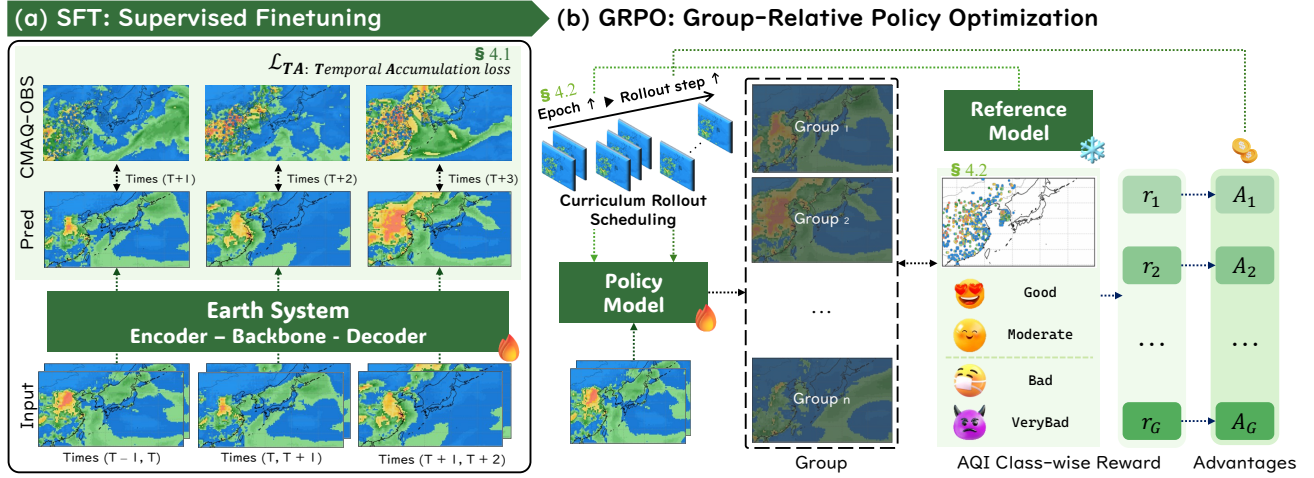 (a) SFT: Supervised Finetuning
§ 4.1
ℒTA: Temporal Accumulation loss
CMAQ-OBS
Times (T+1)
Times (T+2)
Times (T+3)
Pred
Earth System
Encoder – Backbone - Decoder
Input
Times (T – 1, T)
Times (T, T + 1)
Times (T + 1, T + 2)
(b) GRPO: Group-Relative Policy Optimization
§ 4.2
Epoch ↑ ▶ Rollout step ↑
Curriculum Rollout
Scheduling
Policy
Model
Group 1
Group 2
...
Group n
Group
Reference
Model
§ 4.2
Good
Moderate
Bad
VeryBad
AQI Class-wise Reward
r1
r2
...
rG
A1
A2
...
AG
Advantages